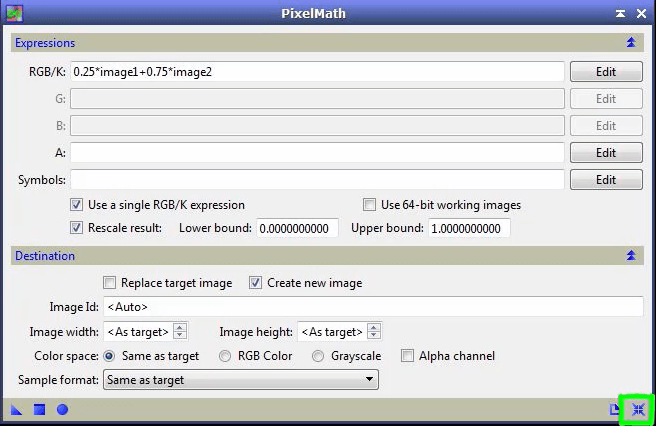 PixelMath
Expressions
RGB/K: 0.25*image1+0.75*image2 Edit
G: Edit
B: Edit
A: Edit
Symbols: Edit
Use a single RGB/K expression Use 64-bit working images
Rescale result: Lower bound: 0.0000000000 Upper bound: 1.0000000000
Destination
Replace target image Create new image
Image Id: <Auto>
Image width: <As target> Image height: <As target>
Color space: Same as target RGB Color Grayscale Alpha channel
Sample format: Same as target